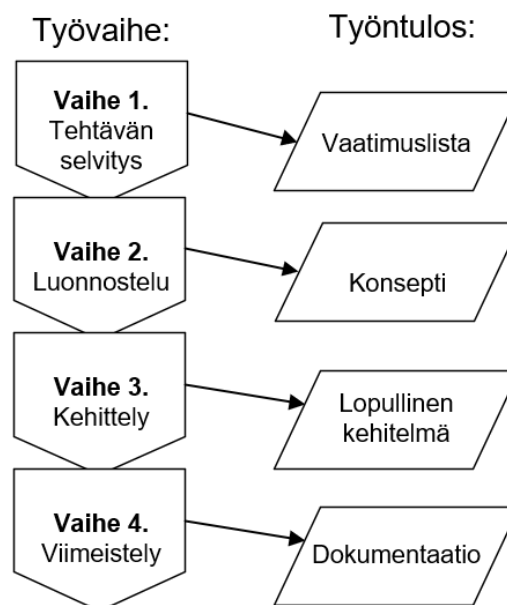 Työvaihe:
Työntulos:
Vaihe 1.
Tehtävän
selvitys
Vaatimuslista
Vaihe 2.
Luonnostelu
Konsepti
Vaihe 3.
Kehittely
Lopullinen
kehitelmä
Vaihe 4.
Viimeistely
Dokumentaatio